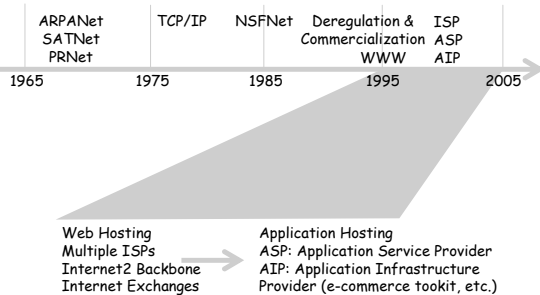 ARPANet
SATNet
PRNet
TCP/IP
NSFNet
Deregulation &
Commercialization
WWW
ISP
ASP
AIP
1965
1975
1985
1995
2005
Web Hosting
Multiple ISPs
Internet2 Backbone
Internet Exchanges
Application Hosting
ASP: Application Service Provider
AIP: Application Infrastructure
Provider (e-commerce tookit, etc.)